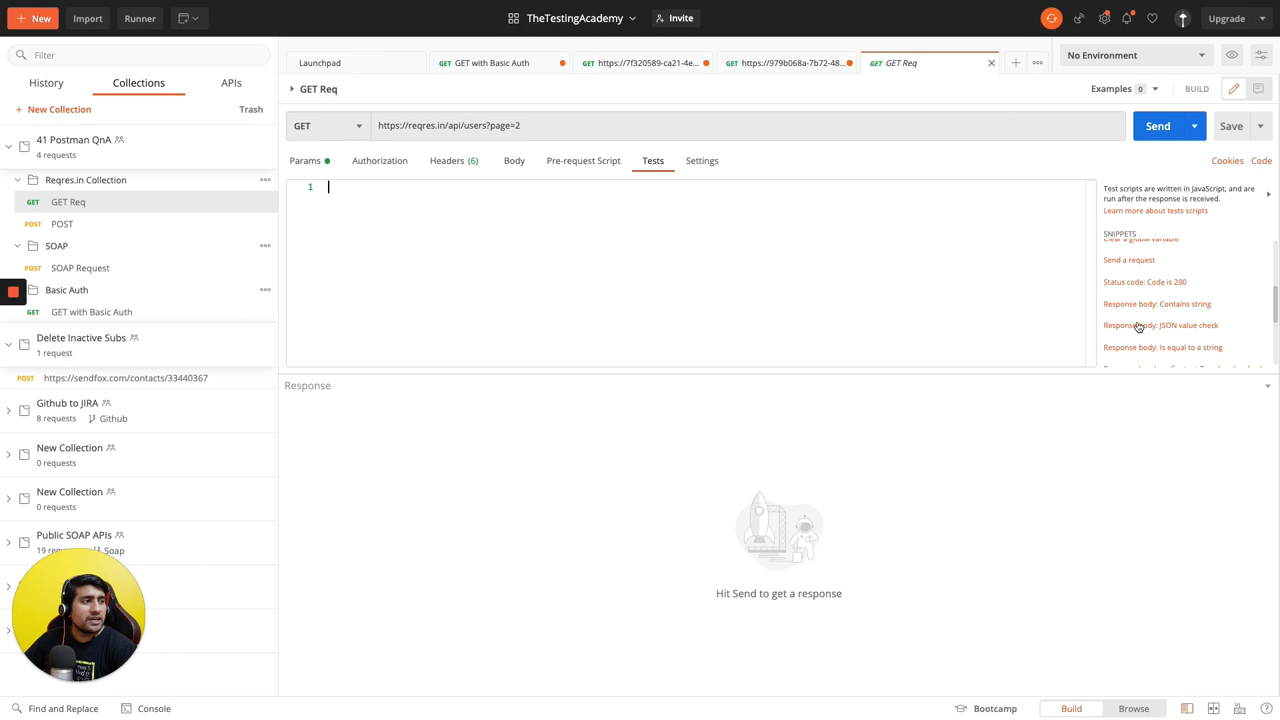 New
Import
Runner
TheTestingAcademy
Invite
Upgrade
Filter
History
Collections
APIs
New Collection
Trash
41 Postman QnA
4 requests
Reqres.in Collection
GET GET Req
POST POST
SOAP
POST SOAP Request
Basic Auth
GET GET with Basic Auth
Delete Inactive Subs
1 request
POST https://sendfox.com/contacts/33440367
Github to JIRA
8 requests Github
New Collection
0 requests
New Collection
0 requests
Public SOAP APIs
Soap
Launchpad
GET GET with Basic Auth
GET https://7f320589-ca21-4e...
GET https://979b068a-7b72-48...
GET GET Req
No Environment
GET Req
Examples 0
BUILD
GET
https://reqres.in/api/users?page=2
Send
Save
Params
Authorization
Headers (6)
Body
Pre-request Script
Tests
Settings
Cookies
Code
1
Test scripts are written in JavaScript, and are
run after the response is received.
Learn more about tests scripts
SNIPPETS
Clear a global variable
Send a request
Status code: Code is 200
Response body: Contains string
Response body: JSON value check
Response body: Is equal to a string
Response
Hit Send to get a response
Find and Replace
Console
Bootcamp
Build
Browse